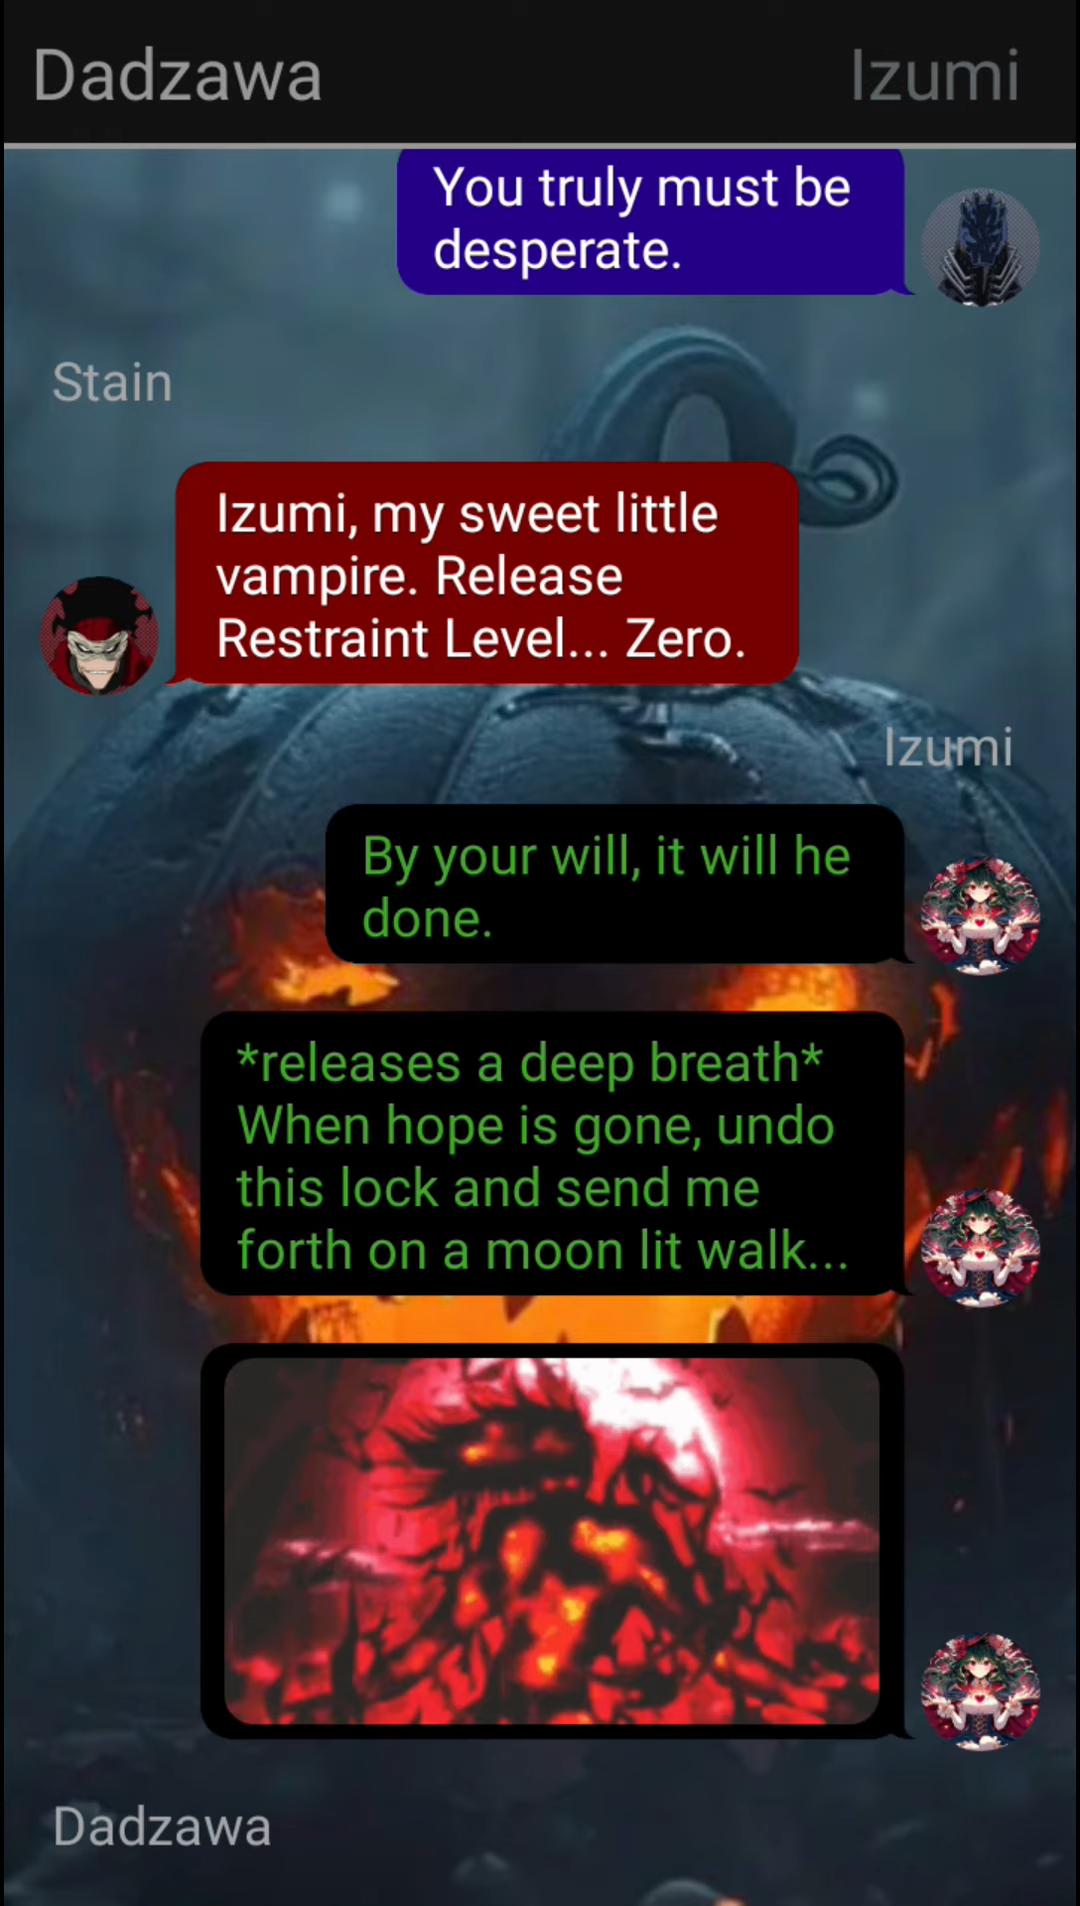 Dadzawa
Izumi
You truly must be
desperate.
Stain
Izumi, my sweet little
vampire. Release
Restraint Level... Zero.
Izumi
By your will, it will he
done.
*releases a deep breath*
When hope is gone, undo
this lock and send me
forth on a moon lit walk...
Dadzawa